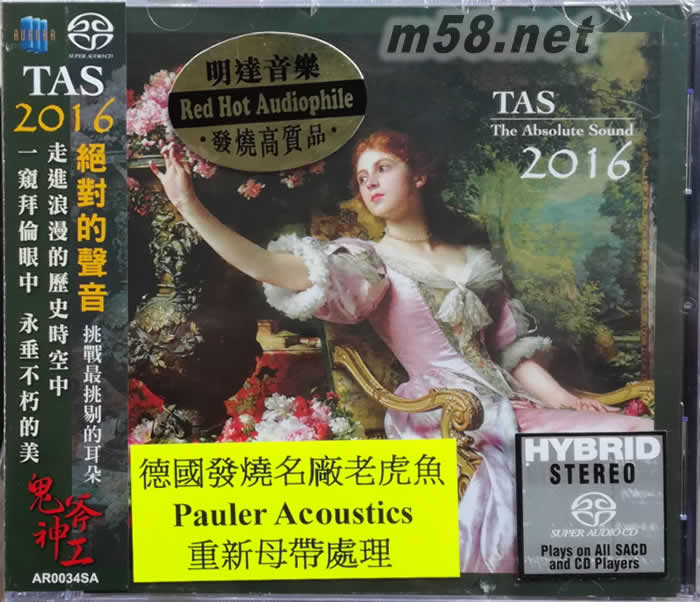 m58.net
AURORA
SUPER AUDIO CD
TAS
2016
絕對的聲音
挑戰最挑剔的耳朵
走進浪漫的歷史時空中
一窺拜倫眼中 永垂不朽的美
鬼斧神工
AR0034SA
明達音樂
Red Hot Audiophile
·發燒高質品·
TAS
The Absolute Sound
2016
德國發燒名廠老虎魚
Pauler Acoustics
重新母帶處理
HYBRID
STEREO
SUPER AUDIO CD
Plays on All SACD
and CD Players